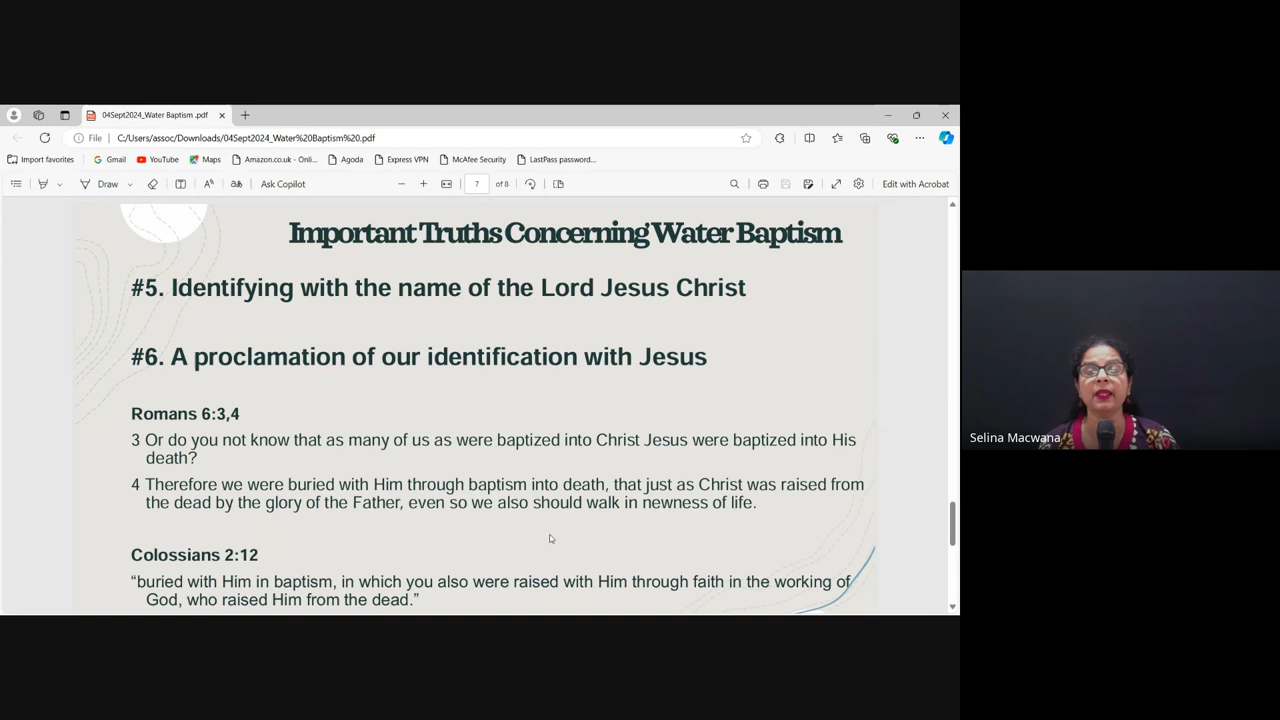 04Sept2024_Water Baptism .pdf
File
C:/Users/assoc/Downloads/04Sept2024_Water%20Baptism%20.pdf
Import favorites
Gmail
YouTube
Maps
Amazon.co.uk - Onli...
Agoda
Express VPN
McAfee Security
LastPass password...
Draw
Ask Copilot
7
of 8
Edit with Acrobat
Important Truths Concerning Water Baptism
#5. Identifying with the name of the Lord Jesus Christ
#6. A proclamation of our identification with Jesus
Romans 6:3,4
3 Or do you not know that as many of us as were baptized into Christ Jesus were baptized into His
death?
4 Therefore we were buried with Him through baptism into death, that just as Christ was raised from
the dead by the glory of the Father, even so we also should walk in newness of life.
Colossians 2:12
“buried with Him in baptism, in which you also were raised with Him through faith in the working of
God, who raised Him from the dead.”
Selina Macwana